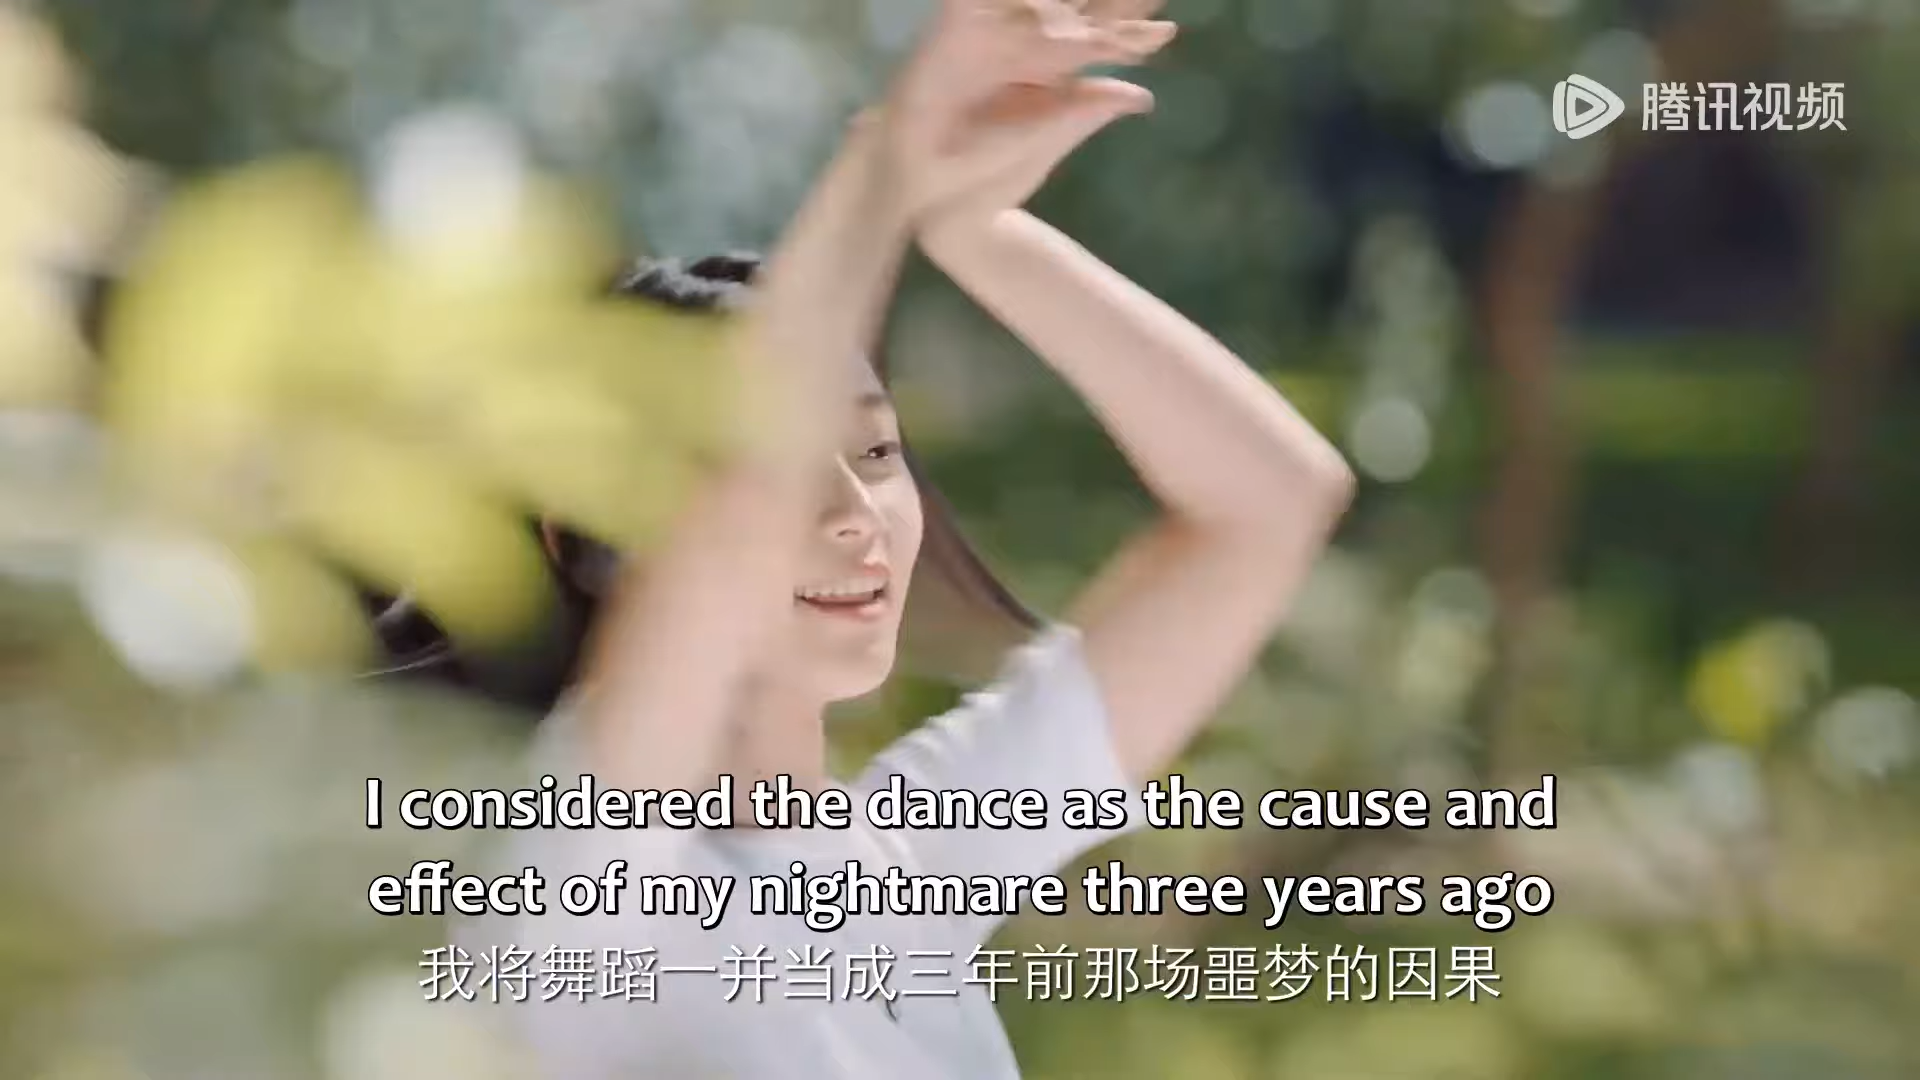 腾讯视频
I considered the dance as the cause and
effect of my nightmare three years ago
我将舞蹈一并当成三年前那场噩梦的因果